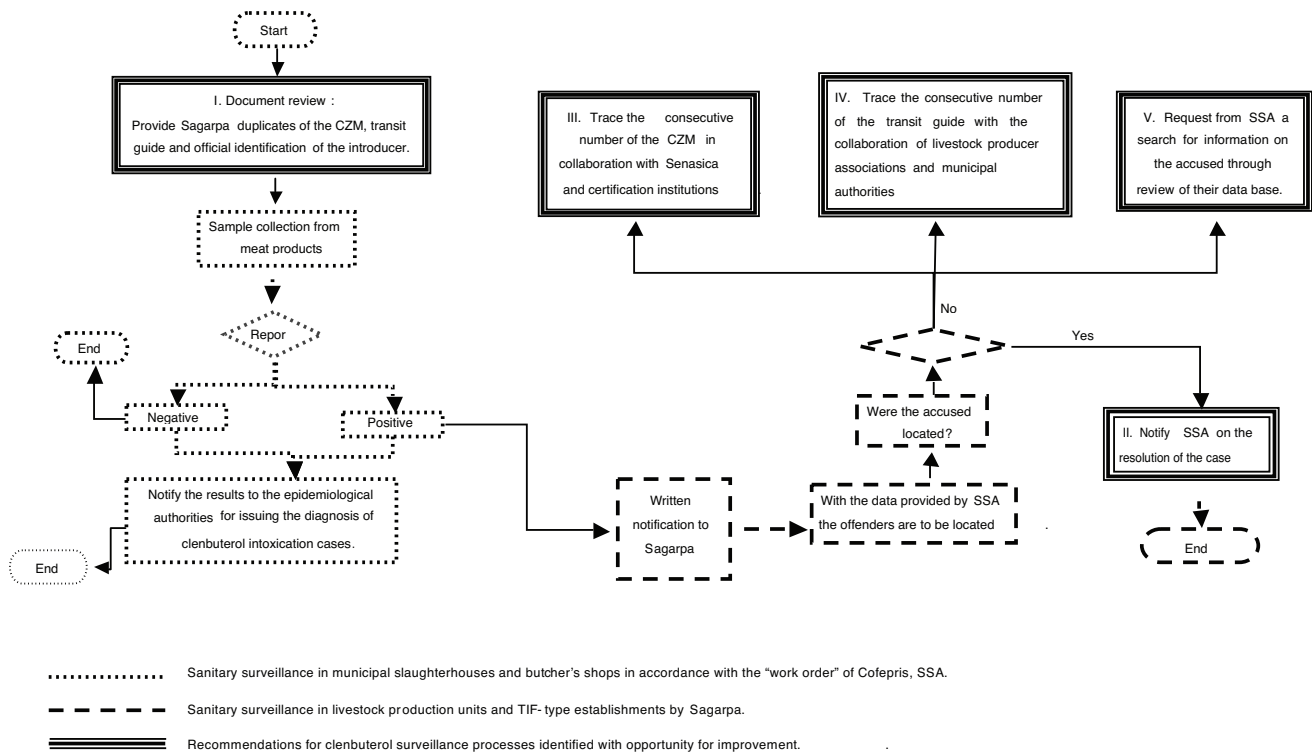 Start
I. Document review :
Provide Sagarpa duplicates of the CZM, transit
guide and official identification of the introducer.
Sample collection from
meat products
Repor
End
Negative
Positive
Notify the results to the epidemiological
authorities for issuing the diagnosis of
clenbuterol intoxication cases.
End
III. Trace the consecutive
number of the CZM in
collaboration with Senasica
and certification institutions
IV. Trace the consecutive number
of the transit guide with the
collaboration of livestock producer
associations and municipal
authorities
V. Request from SSA a
search for information on
the accused through
review of their data base.
No
Yes
Were the accused
located?
II. Notify SSA on the
resolution of the case
Written
notification to
Sagarpa
With the data provided by SSA
the offenders are to be located
End
Sanitary surveillance in municipal slaughterhouses and butcher's shops in accordance with the “work order” of Cofepris, SSA.
Sanitary surveillance in livestock production units and TIF-type establishments by Sagarpa.
Recommendations for clenbuterol surveillance processes identified with opportunity for improvement.